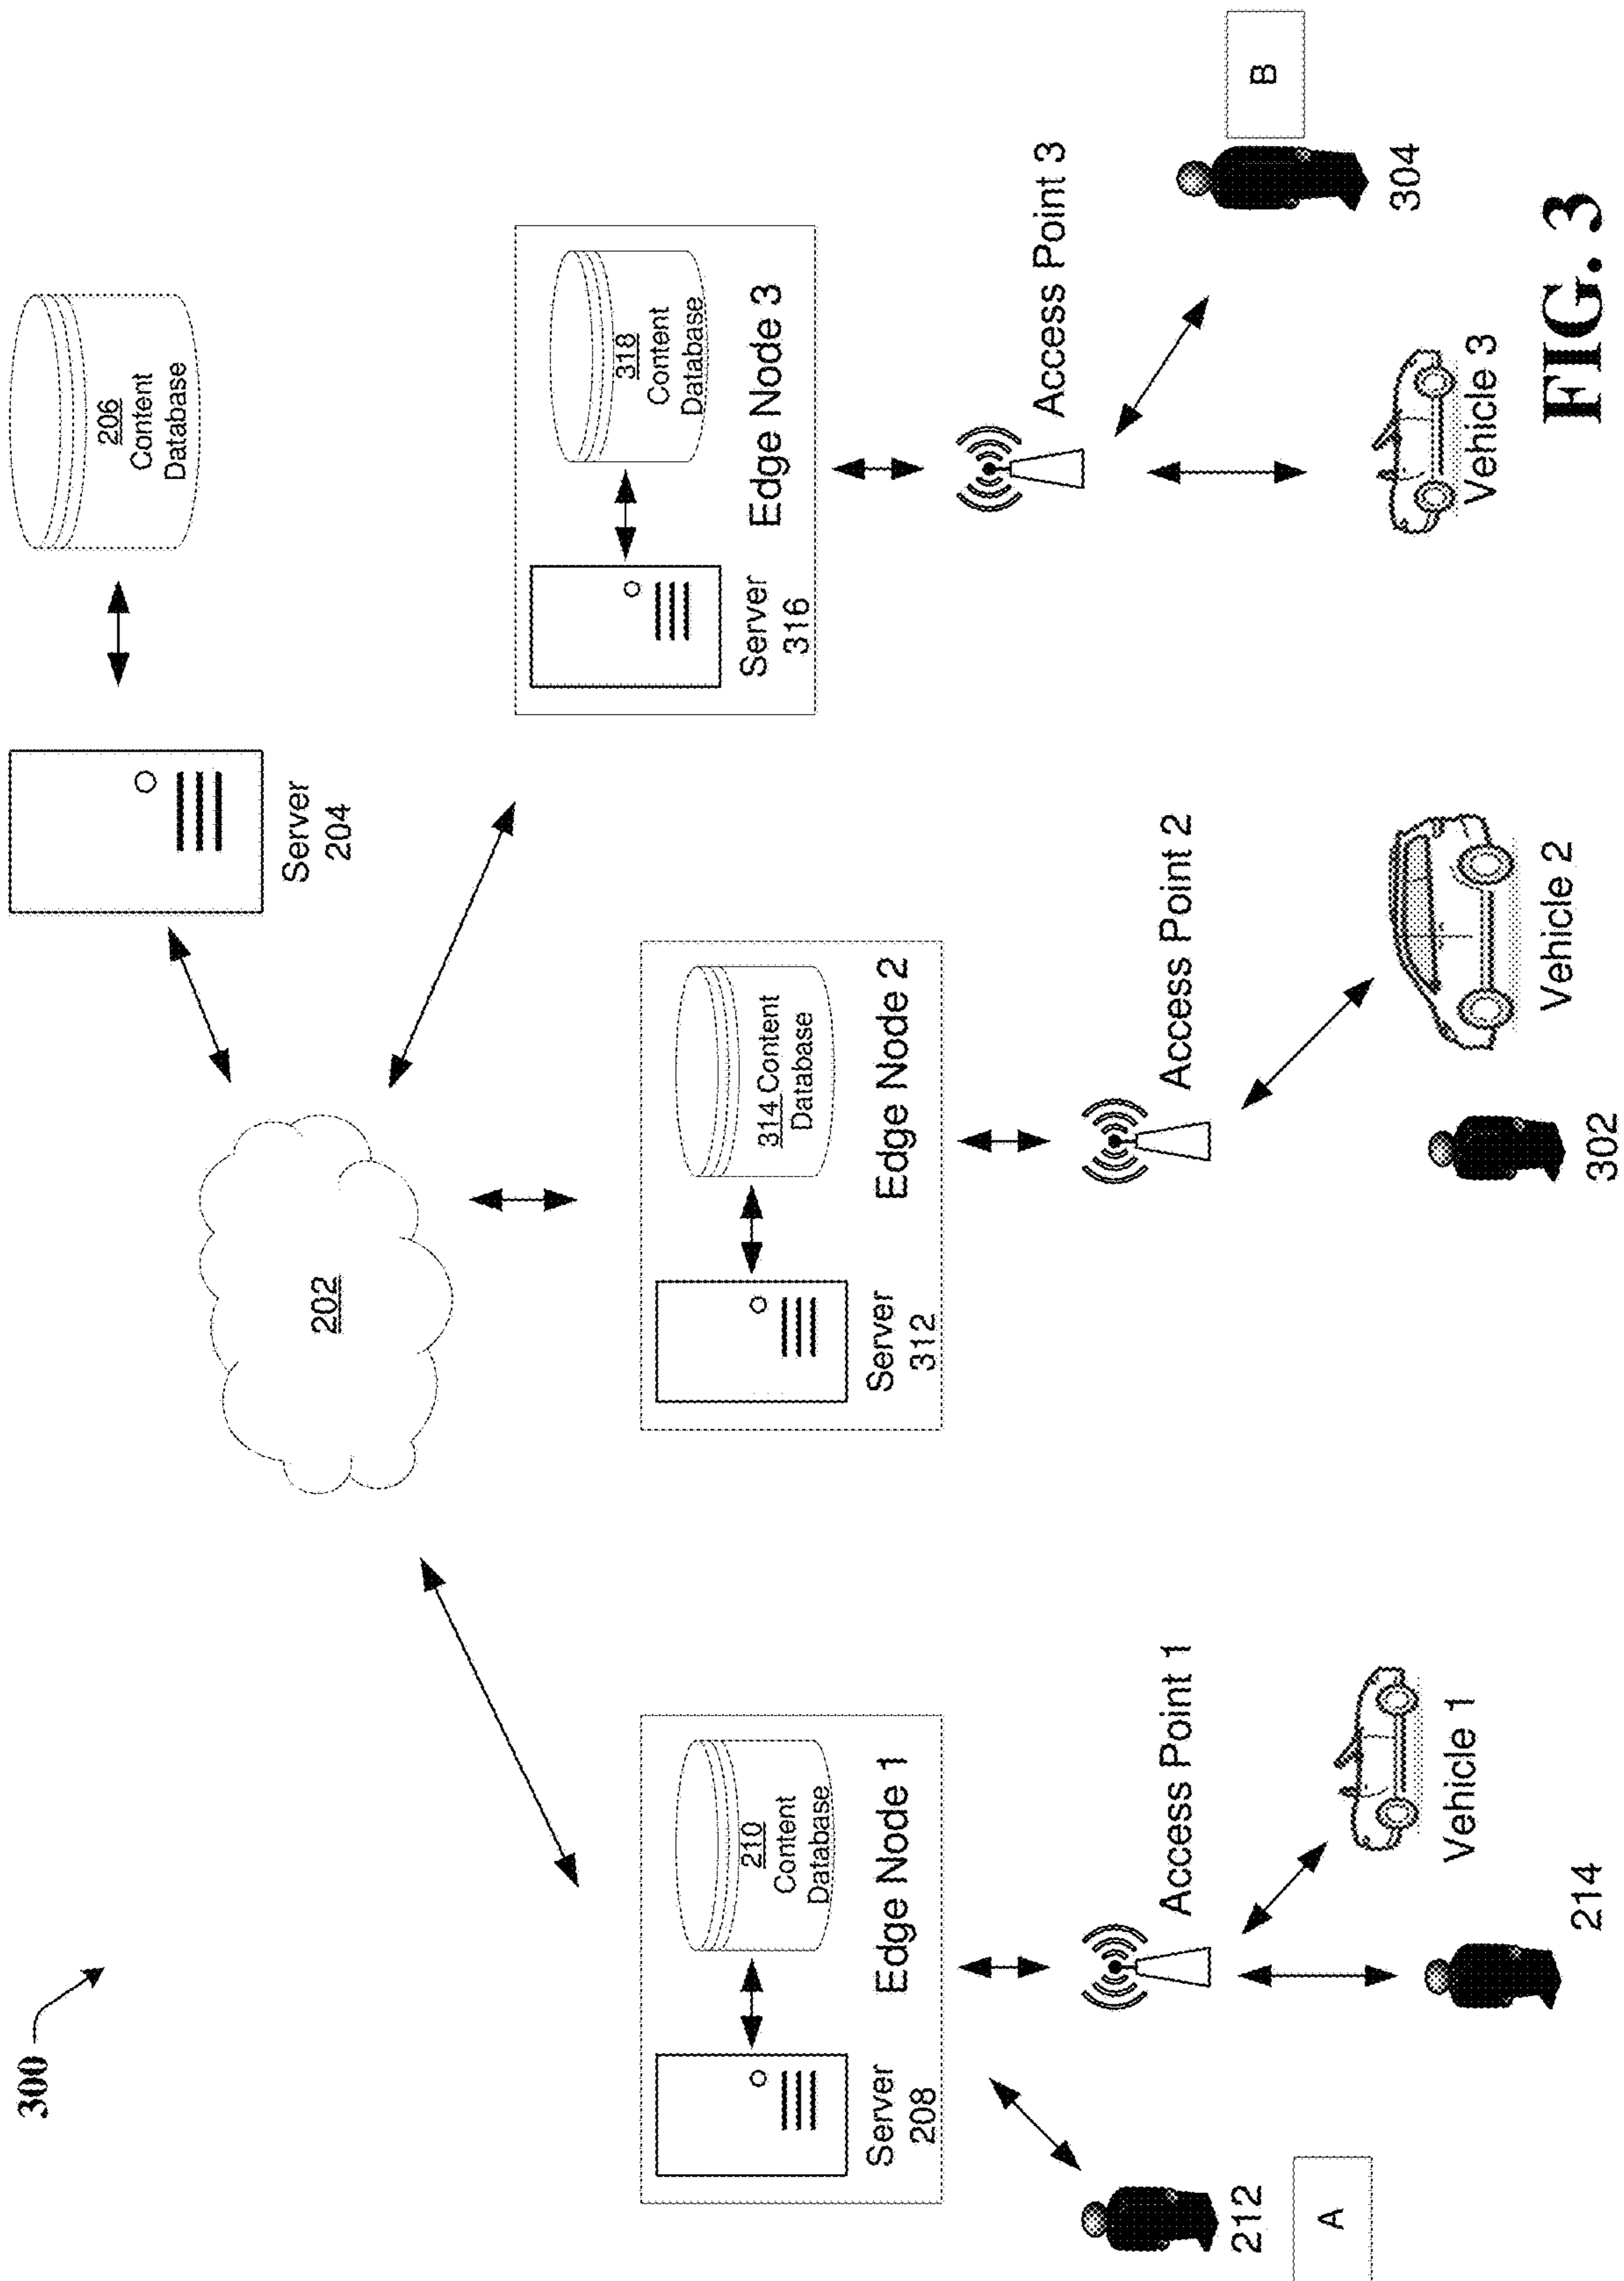 300
206
Content
Database
Server
204
202
318
Content
Database
Server
316
Edge Node 3
210
Content
Database
Server
208
Edge Node 1
314 Content
Database
Server
312
Edge Node 2
Access Point 1
Access Point 2
Access Point 3
212
A
214
Vehicle 1
302
Vehicle 2
Vehicle 3
304
B
FIG. 3